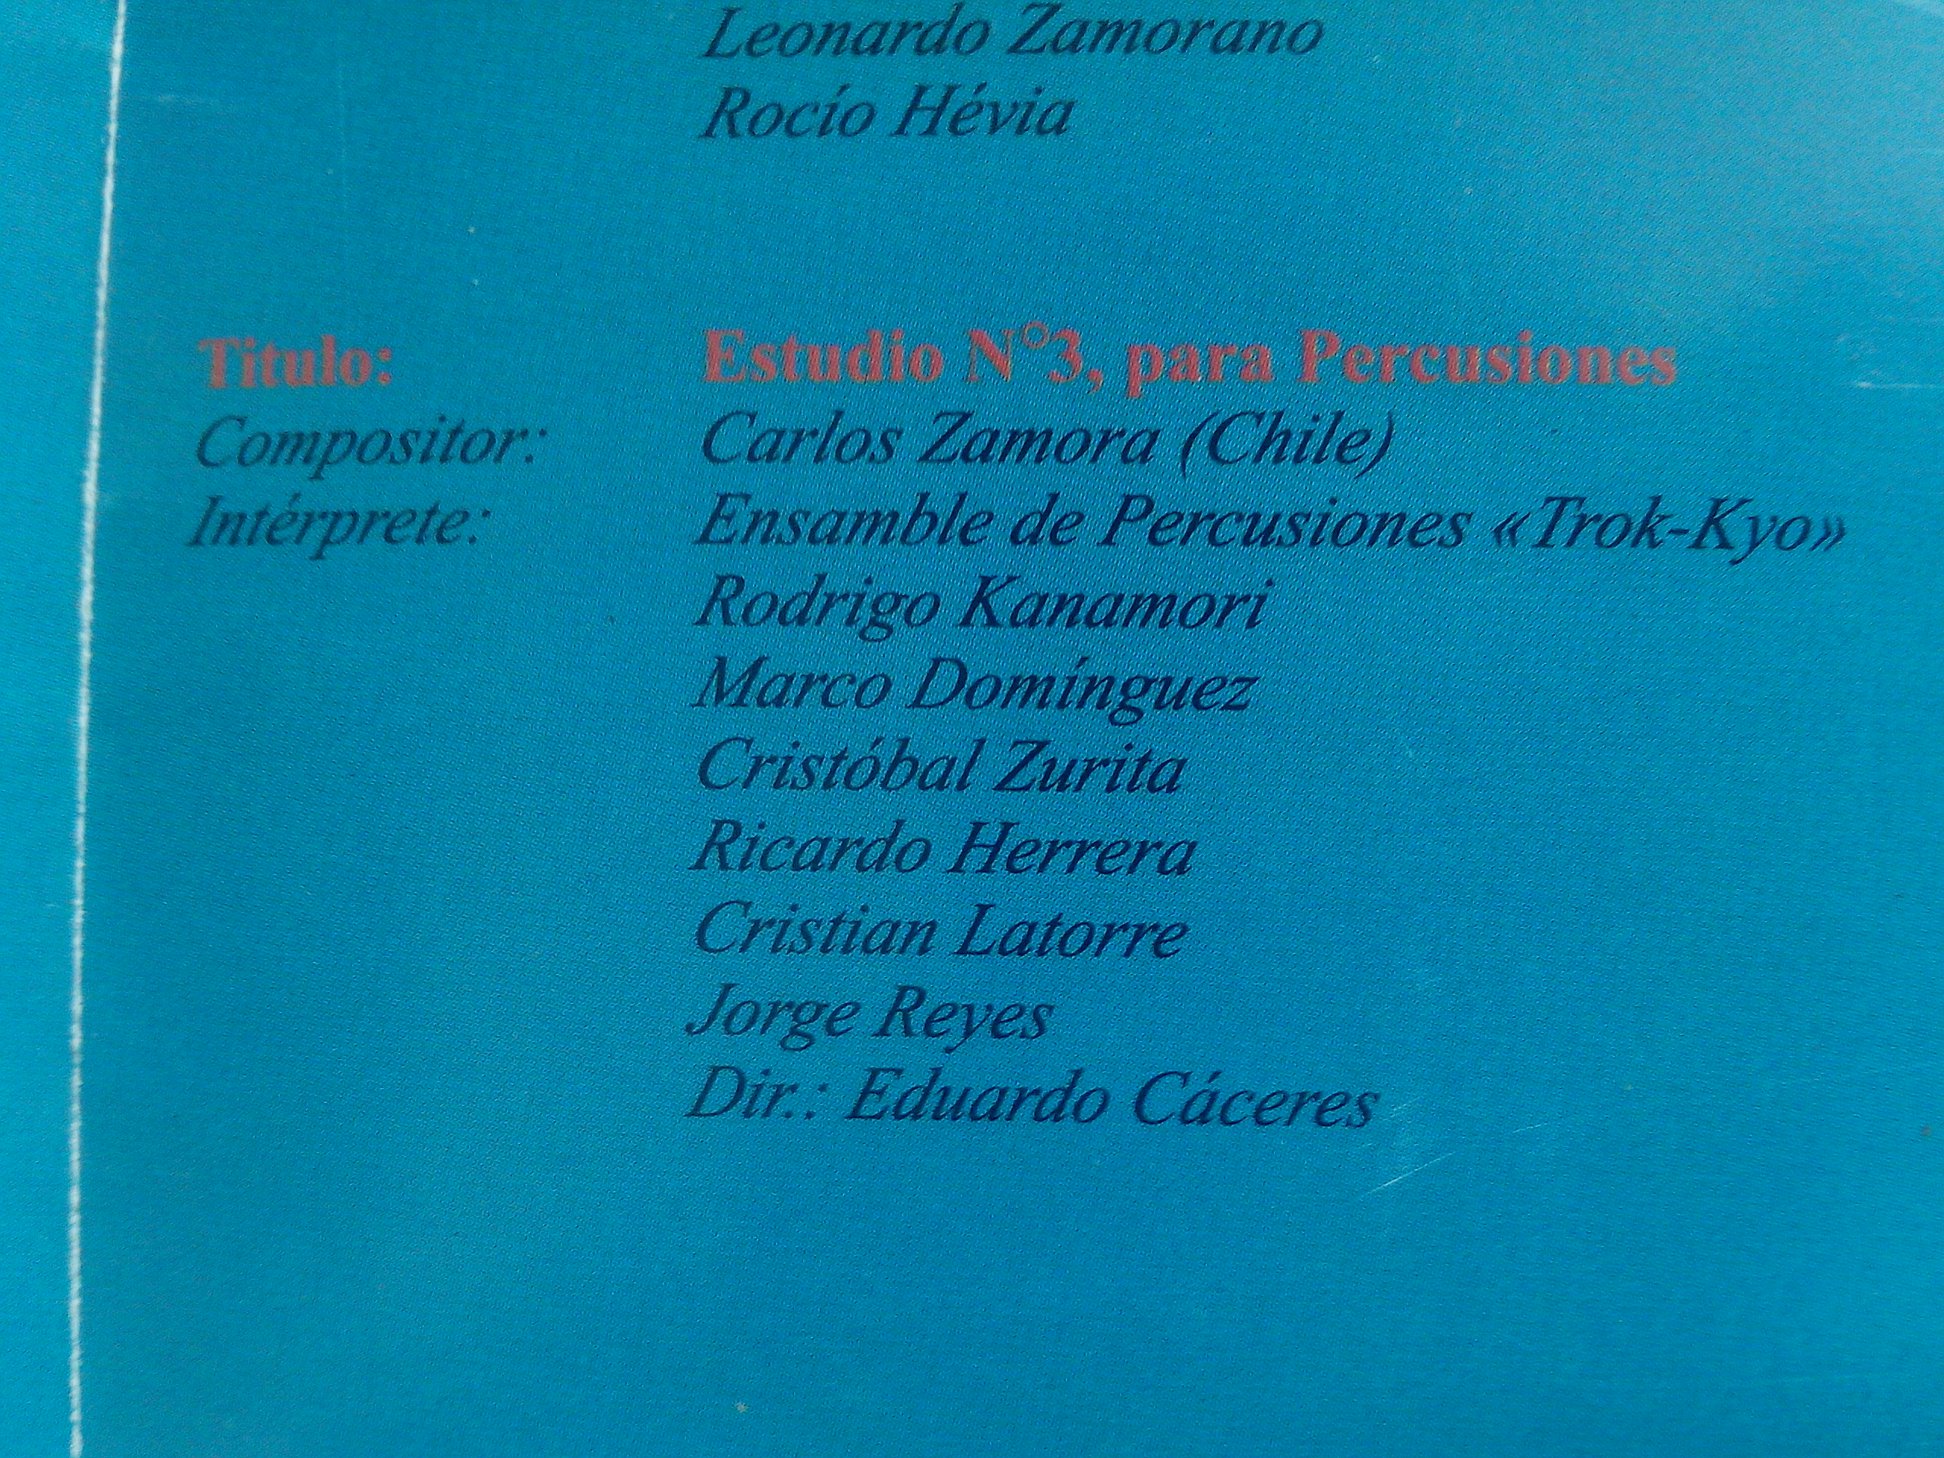 Leonardo Zamorano
Rocío Hévia
Titulo: Estudio N°3, para Percusiones
Compositor: Carlos Zamora (Chile)
Intérprete: Ensamble de Percusiones «Trok-Kyo»
Rodrigo Kanamori
Marco Domínguez
Cristóbal Zurita
Ricardo Herrera
Cristian Latorre
Jorge Reyes
Dir.: Eduardo Cáceres